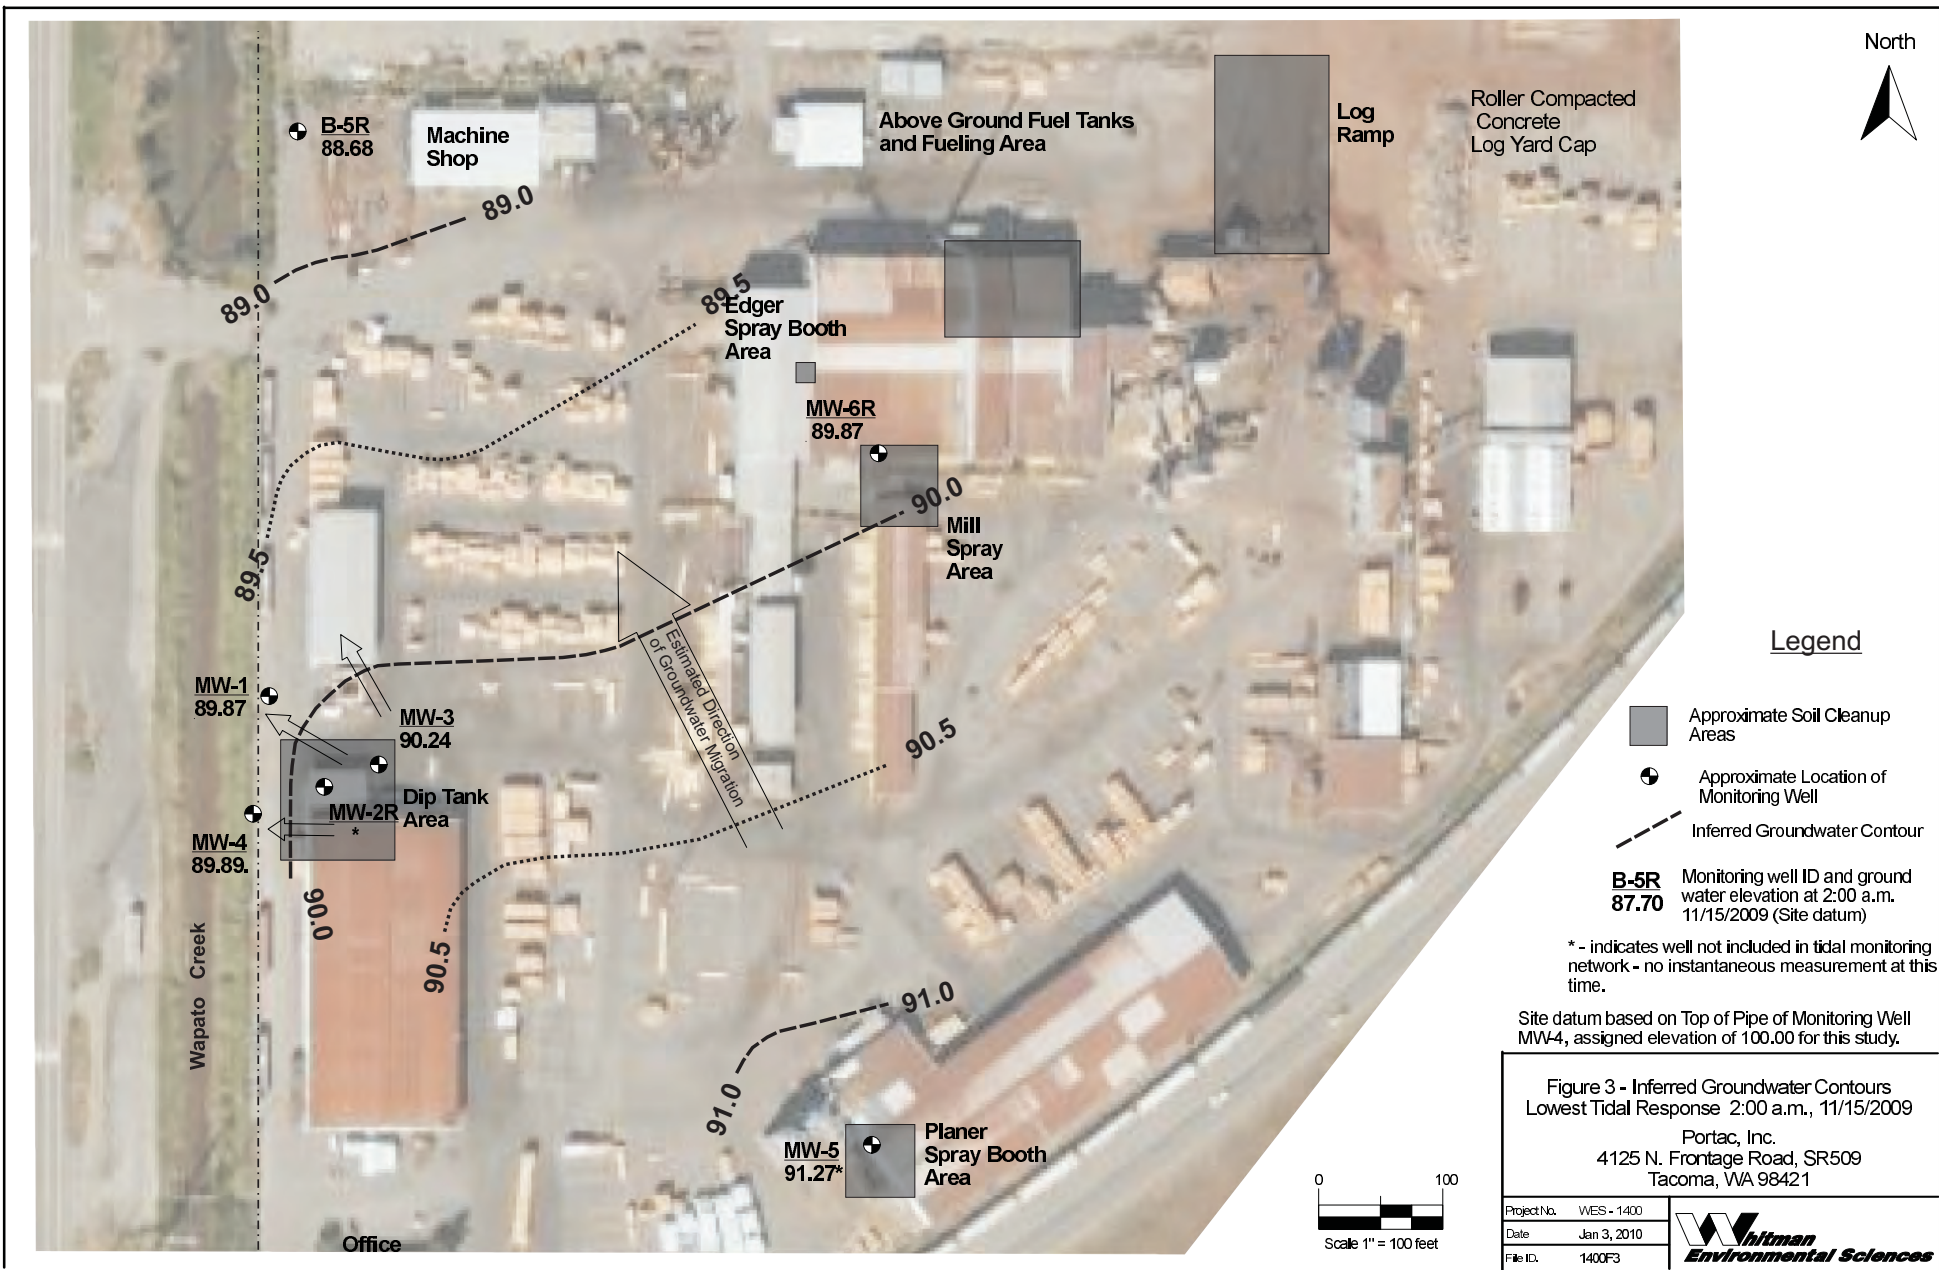 North
B-5R
88.68
Machine
Shop
Above Ground Fuel Tanks
and Fueling Area
Log
Ramp
Roller Compacted
Concrete
Log Yard Cap
89.0
89.0
89.5
Edger
Spray Booth
Area
MW-6R
89.87
90.0
Mill
Spray
Area
89.5
Estimated Direction
of Groundwater Migration
MW-1
89.87
MW-3
90.24
90.5
Dip Tank
Area
MW-2R
*
MW-4
89.89.
90.0
90.5
Wapato Creek
91.0
91.0
MW-5
91.27*
Planer
Spray Booth
Area
Office
0 100
Scale 1" = 100 feet
Legend
Approximate Soil Cleanup
Areas
Approximate Location of
Monitoring Well
Inferred Groundwater Contour
B-5R
87.70
Monitoring well ID and ground
water elevation at 2:00 a.m.
11/15/2009 (Site datum)
* - indicates well not included in tidal monitoring
network - no instantaneous measurement at this
time.
Site datum based on Top of Pipe of Monitoring Well
MW-4, assigned elevation of 100.00 for this study.
Figure 3 - Inferred Groundwater Contours
Lowest Tidal Response 2:00 a.m., 11/15/2009
Portac, Inc.
4125 N. Frontage Road, SR509
Tacoma, WA 98421
Project No. WES - 1400
Date Jan 3, 2010
File ID. 1400F3
Whitman
Environmental Sciences